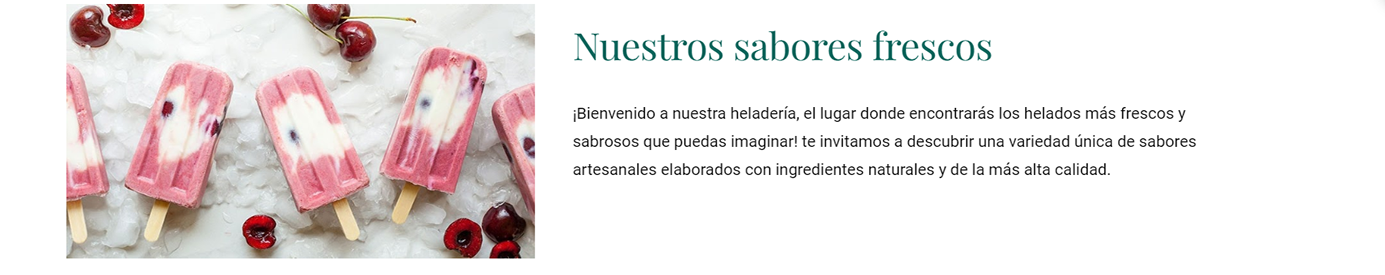 Nuestros sabores frescos
¡Bienvenido a nuestra heladería, el lugar donde encontrarás los helados más frescos y
sabrosos que puedas imaginar! te invitamos a descubrir una variedad única de sabores
artesanales elaborados con ingredientes naturales y de la más alta calidad.